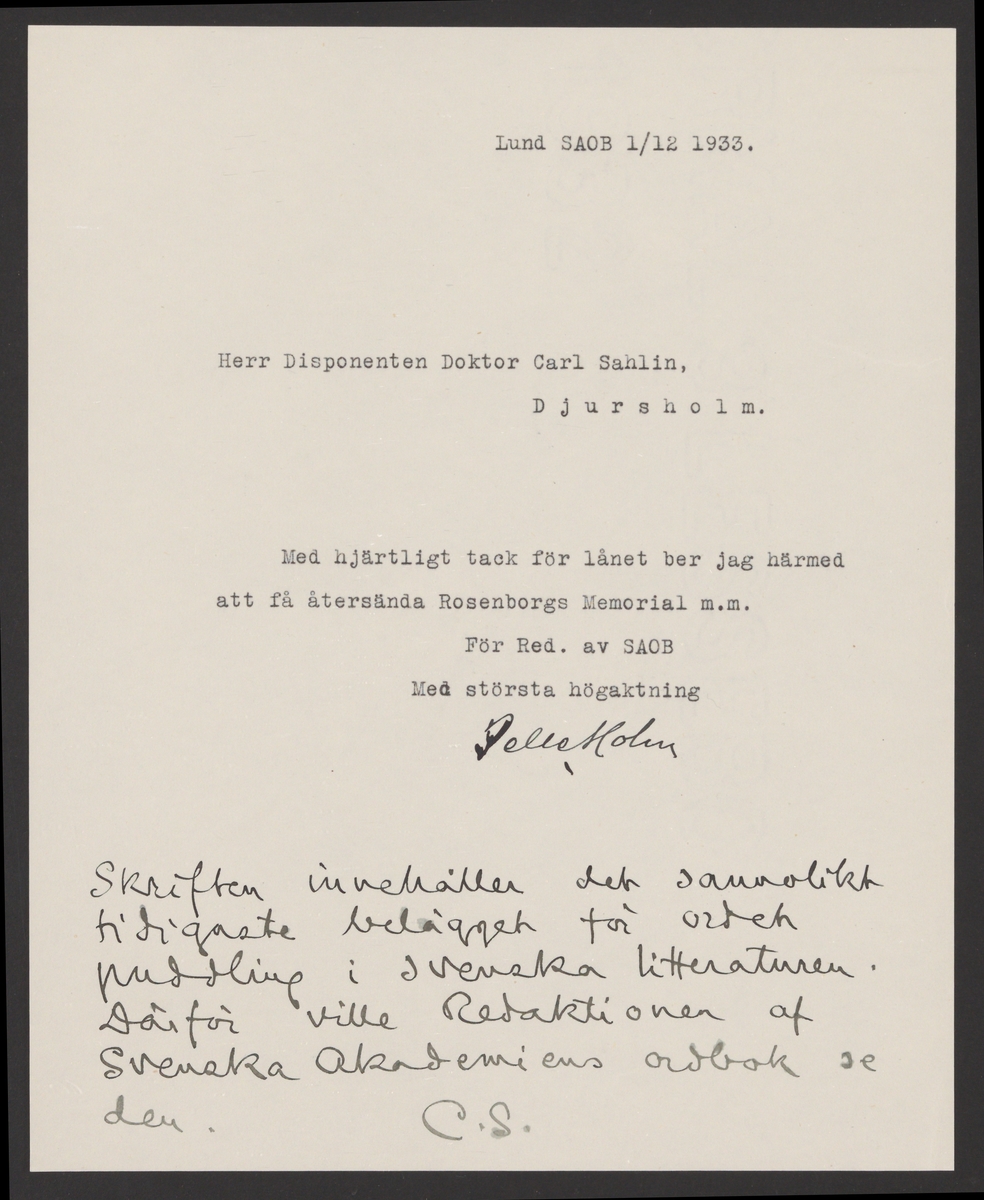 Lund SAOB 1/12 1933.
Herr Disponenten Doktor Carl Sahlin,
D j u r s h o l m.
Med hjärtligt tack för lånet ber jag härmed
att få återsända Rosenborgs Memorial m.m.
För Red. av SAOB
Med största högaktning
Pelle Holm
Skriften innehåller det sannolikt
tidigaste belägget för ordet
puddling i svenska litteraturen.
Därför ville Redaktionen af
Svenska Akademiens ordbok se
den. C.S.